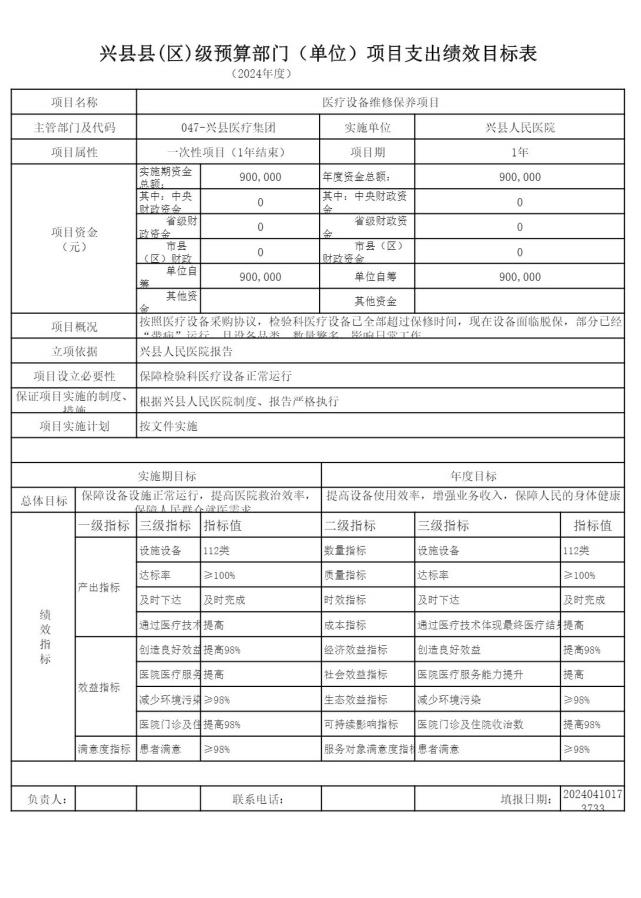 兴县县(区)级预算部门（单位）项目支出绩效目标表
（2024年度）
项目名称 医疗设备维修保养项目
主管部门及代码 047-兴县医疗集团 实施单位 兴县人民医院
项目属性 一次性项目（1年结束） 项目期 1年
项目资金
（元）
实施期资金总额： 900,000 年度资金总额： 900,000
其中：中央财政资金 0 其中：中央财政资金 0
省级财政资金 0 省级财政资金 0
市县（区）财政 0 市县（区）财政资金 0
单位自筹 900,000 单位自筹 900,000
其他资金 其他资金
项目概况 按照医疗设备采购协议，检验科医疗设备已全部超过保修时间，现在设备面临脱保，部分已经
“带病”运行，且设备品类、数量繁多，影响日常工作
立项依据 兴县人民医院报告
项目设立必要性 保障检验科医疗设备正常运行
保证项目实施的制度、措施 根据兴县人民医院制度、报告严格执行
项目实施计划 按文件实施
实施期目标 年度目标
总体目标 保障设备设施正常运行，提高医院救治效率，保障人民群众就医需求 提高设备使用效率，增强业务收入，保障人民的身体健康
绩效指标
一级指标 三级指标 指标值 二级指标 三级指标 指标值
产出指标
设施设备 112类 数量指标 设施设备 112类
达标率 ≥100% 质量指标 达标率 ≥100%
及时下达 及时完成 时效指标 及时下达 及时完成
通过医疗技术 提高 成本指标 通过医疗技术体现最终医疗结果 提高
效益指标
创造良好效益 提高98% 经济效益指标 创造良好效益 提高98%
医院医疗服务 提高 社会效益指标 医院医疗服务能力提升 提高
减少环境污染 ≥98% 生态效益指标 减少环境污染 ≥98%
医院门诊及住 提高98% 可持续影响指标 医院门诊及住院收治数 提高98%
满意度指标 患者满意 ≥98% 服务对象满意度指标 患者满意 ≥98%
负责人： 联系电话： 填报日期： 20240410173733